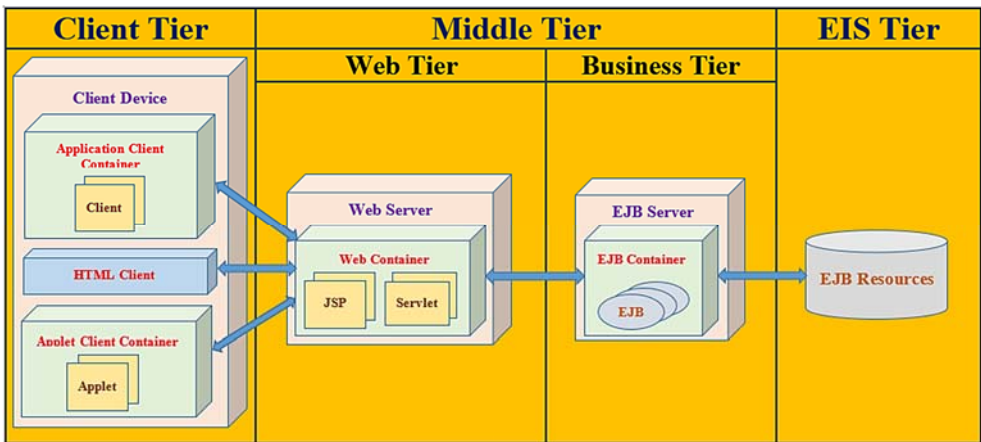 Client Tier
Middle Tier
EIS Tier
Web Tier
Business Tier
Client Device
Application Client
Container
Client
HTML Client
Applet Client Container
Applet
Web Server
Web Container
JSP
Servlet
EJB Server
EJB Container
EJB
EJB Resources